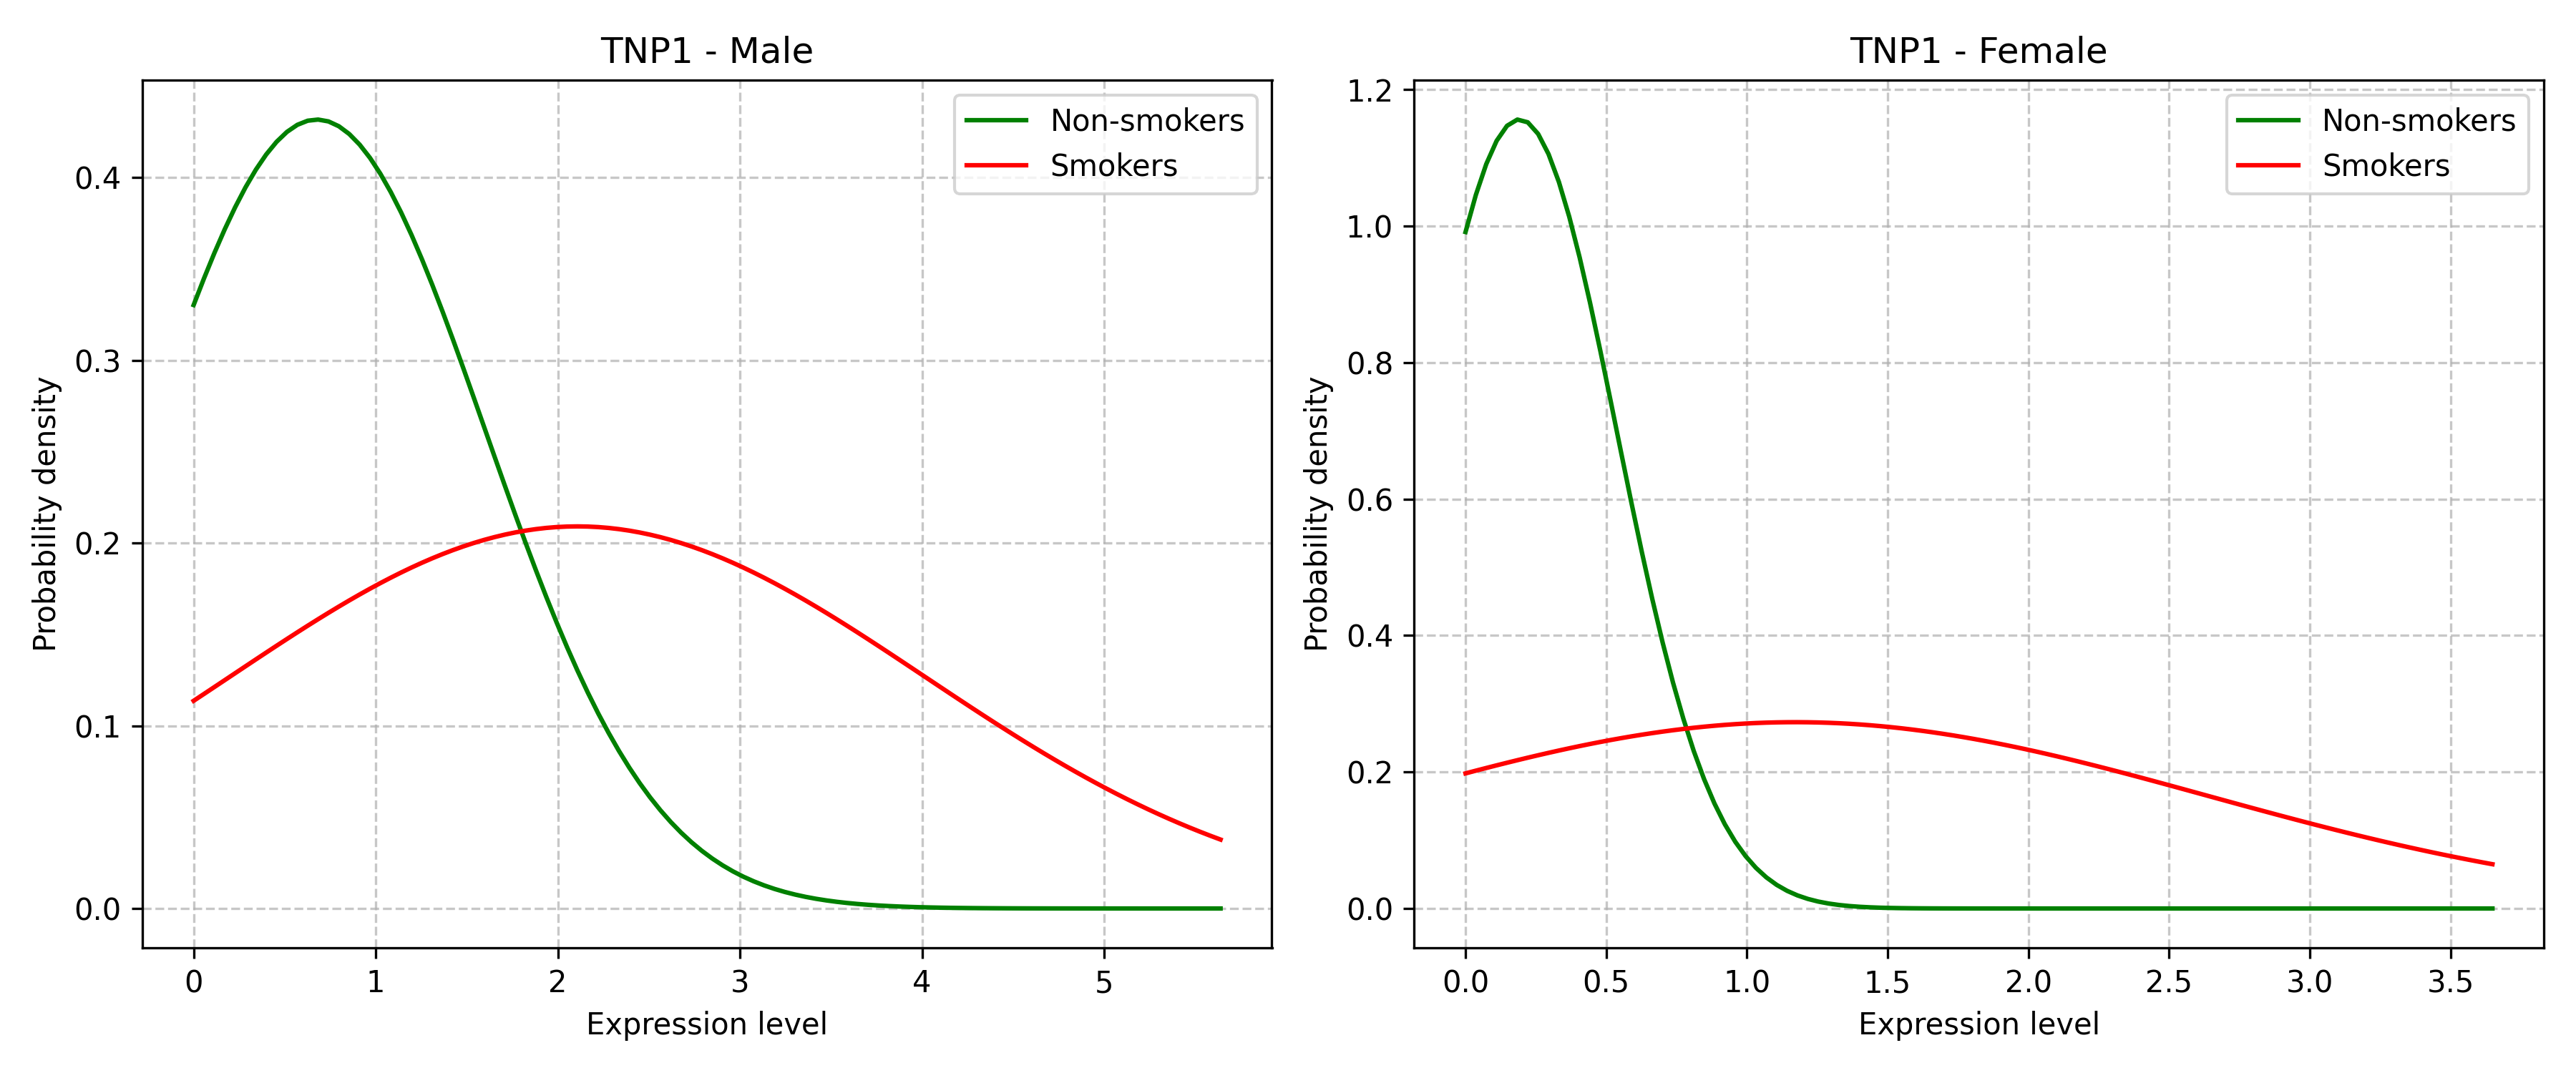 TNP1 - Male
Non-smokers
Smokers
Probability density
0.4
0.3
0.2
0.1
0.0
0 1 2 3 4 5
Expression level
TNP1 - Female
Non-smokers
Smokers
Probability density
1.2
1.0
0.8
0.6
0.4
0.2
0.0
0.0 0.5 1.0 1.5 2.0 2.5 3.0 3.5
Expression level